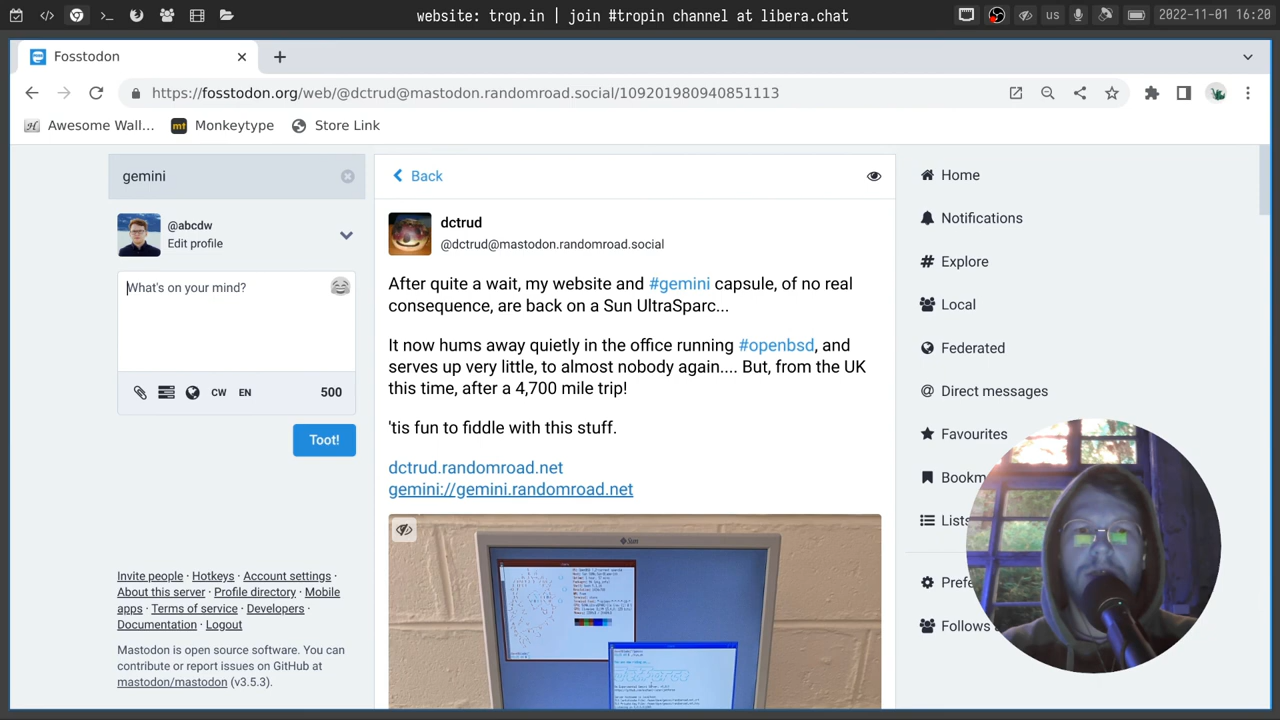 website: trop.in | join #tropin channel at libera.chat
us
2022-11-01 16:20
Fosstodon
https://fosstodon.org/web/@dctrud@mastodon.randomroad.social/109201980940851113
Awesome Wall...
Monkeytype
Store Link
gemini
@abcdw
Edit profile
What's on your mind?
CW
EN
500
Toot!
Invite people · Hotkeys · Account settings ·
About this server · Profile directory · Mobile
apps · Terms of service · Developers ·
Documentation · Logout
Mastodon is open source software. You can
contribute or report issues on GitHub at
mastodon/mastodon (v3.5.3).
Back
dctrud
@dctrud@mastodon.randomroad.social
After quite a wait, my website and #gemini capsule, of no real
consequence, are back on a Sun UltraSparc...
It now hums away quietly in the office running #openbsd, and
serves up very little, to almost nobody again.... But, from the UK
this time, after a 4,700 mile trip!
'tis fun to fiddle with this stuff.
dctrud.randomroad.net
gemini://gemini.randomroad.net
Sun
Home
Notifications
Explore
Local
Federated
Direct messages
Favourites
Bookm
Lists
Prefe
Follows